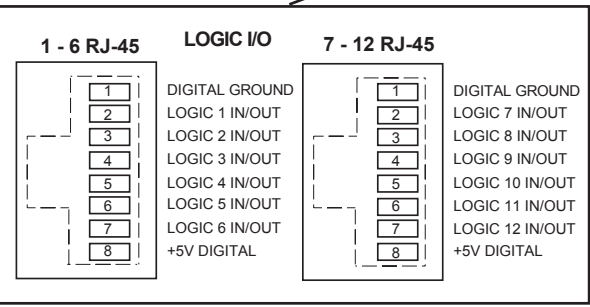 1 - 6 RJ-45 LOGIC I/O 7 - 12 RJ-45
1 DIGITAL GROUND
2 LOGIC 1 IN/OUT
3 LOGIC 2 IN/OUT
4 LOGIC 3 IN/OUT
5 LOGIC 4 IN/OUT
6 LOGIC 5 IN/OUT
7 LOGIC 6 IN/OUT
8 +5V DIGITAL
1 DIGITAL GROUND
2 LOGIC 7 IN/OUT
3 LOGIC 8 IN/OUT
4 LOGIC 9 IN/OUT
5 LOGIC 10 IN/OUT
6 LOGIC 11 IN/OUT
7 LOGIC 12 IN/OUT
8 +5V DIGITAL